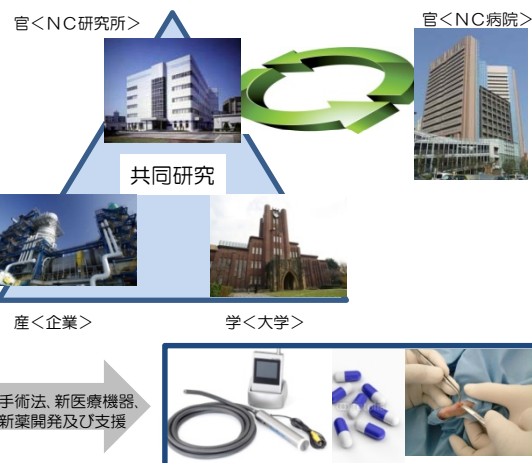 官<NC研究所>
官<NC病院>
共同研究
産<企業>
学<大学>
手術法、新医療機器、
新薬開発及び支援